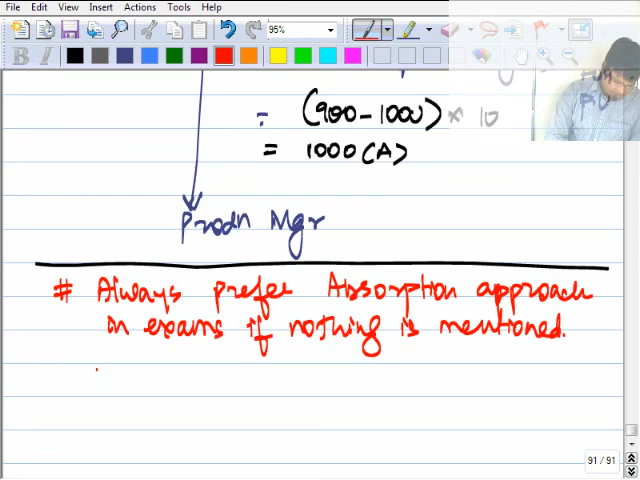 File Edit View Insert Actions Tools Help
95%
B I
= (900 - 1000) × 10
= 1000 (A)
Prodn Mgr
# Always prefer Absorption approach
in exams if nothing is mentioned.
91 / 91